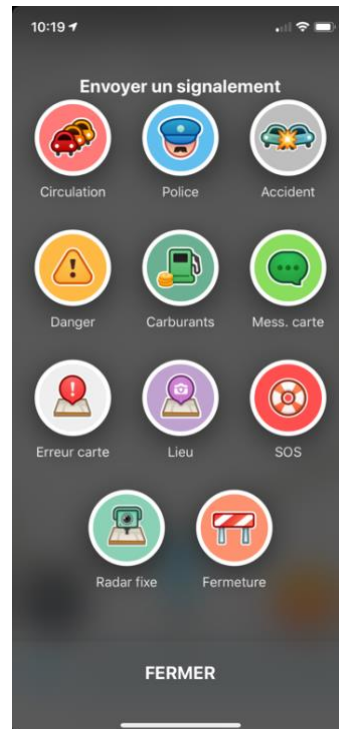 10:19
Envoyer un signalement
Circulation Police Accident
Danger Carburants Mess. carte
Erreur carte Lieu SOS
Radar fixe Fermeture
FERMER